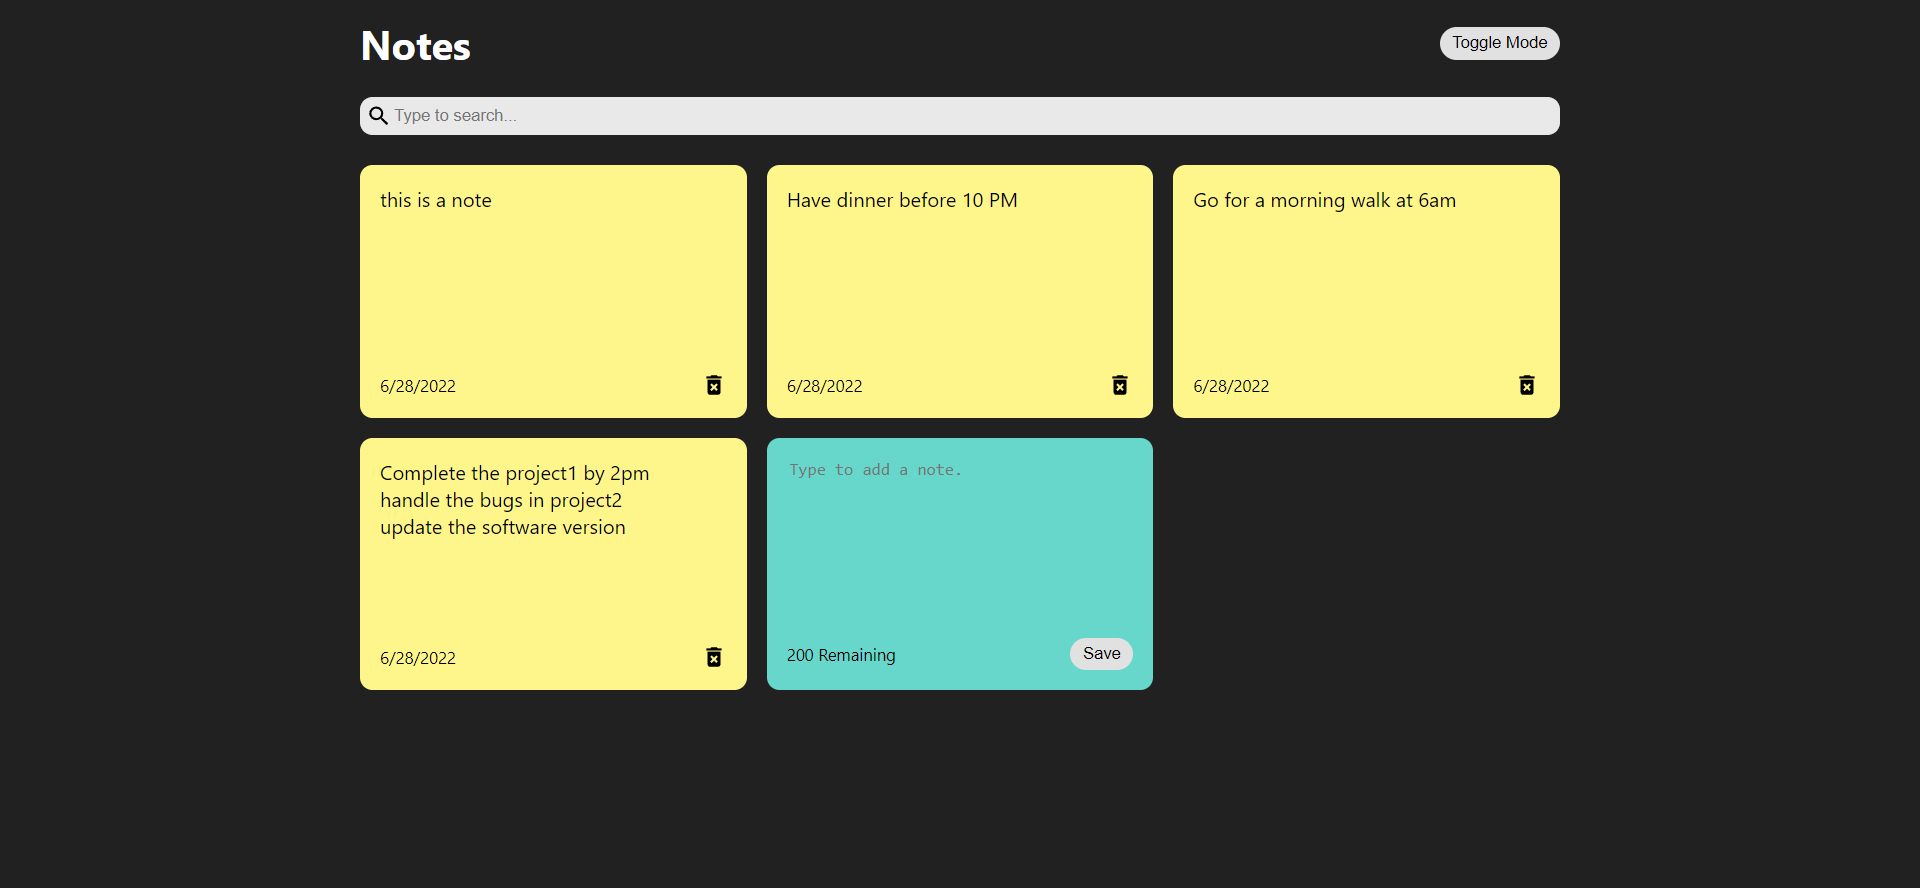 Notes
Toggle Mode
Type to search...
this is a note
6/28/2022
Have dinner before 10 PM
6/28/2022
Go for a morning walk at 6am
6/28/2022
Complete the project1 by 2pm
handle the bugs in project2
update the software version
6/28/2022
Type to add a note.
200 Remaining
Save